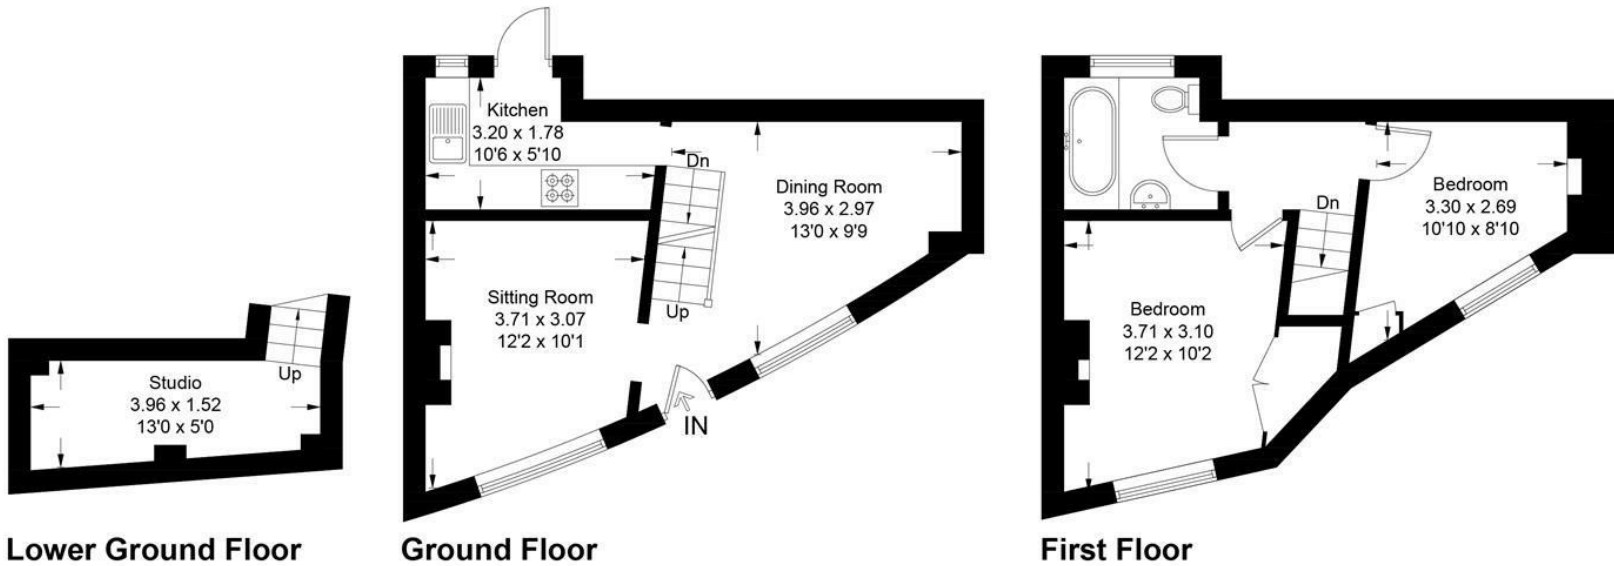 Studio
3.96 x 1.52
13'0 x 5'0
Up
Lower Ground Floor
Kitchen
3.20 x 1.78
10'6 x 5'10
Dn
Dining Room
3.96 x 2.97
13'0 x 9'9
Sitting Room
3.71 x 3.07
12'2 x 10'1
Up
IN
Ground Floor
Bedroom
3.30 x 2.69
10'10 x 8'10
Dn
Bedroom
3.71 x 3.10
12'2 x 10'2
First Floor